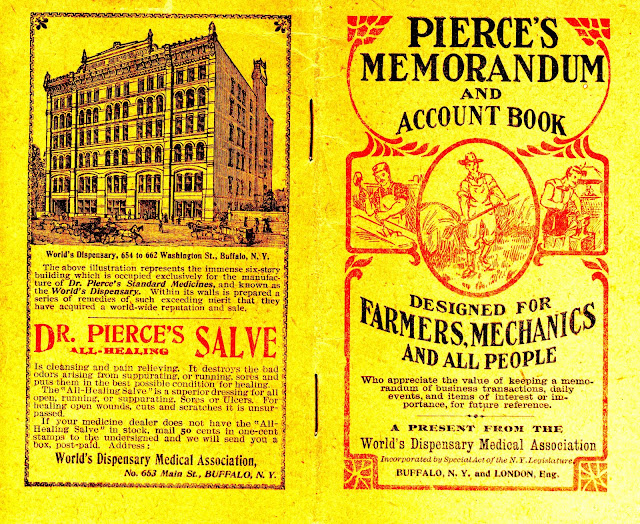 World's Dispensary, 654 to 662 Washington St., Buffalo, N. Y.
The above illustration represents the immense six-story
building which is occupied exclusively for the manufac-
ture of Dr. Pierce's Standard Medicines, and known as
the World's Dispensary. Within its walls is prepared a
series of remedies of such exceeding merit that they
have acquired a world-wide reputation and sale.
DR. PIERCE'S
ALL-HEALING
SALVE
Is cleansing and pain relieving. It destroys the bad
odors arising from suppurating, or running, sores and
puts them in the best possible condition for healing.
The "All-Healing Salve" is a superior dressing for all
open, running, or suppurating, Sores or Ulcers. For
healing open wounds, cuts and scratches it is unsur-
passed.
If your medicine dealer does not have the "All-
Healing Salve" in stock, mail 50 cents in one-cent
stamps to the undersigned and we will send you a
box, post-paid. Address:
World's Dispensary Medical Association,
No. 663 Main St., BUFFALO, N. Y.
PIERCE'S
MEMORANDUM
AND
ACCOUNT BOOK
DESIGNED FOR
FARMERS, MECHANICS
AND ALL PEOPLE
Who appreciate the value of keeping a memo-
randum of business transactions, daily
events, and items of interest or im-
portance, for future reference.
A PRESENT FROM THE
World's Dispensary Medical Association
Incorporated by Special Act of the N.Y. Legislature
BUFFALO, N. Y. and LONDON, Eng.